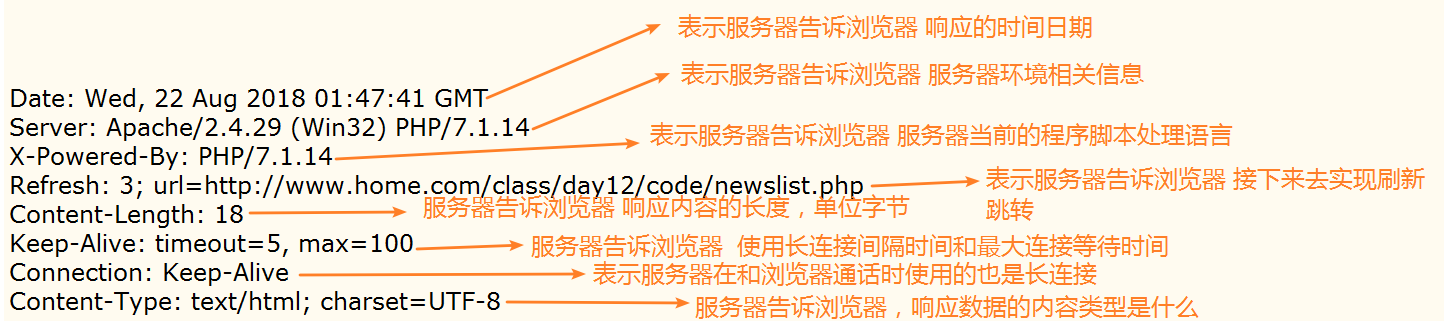 表示服务器告诉浏览器 响应的时间日期
表示服务器告诉浏览器 服务器环境相关信息
Date: Wed, 22 Aug 2018 01:47:41 GMT
Server: Apache/2.4.29 (Win32) PHP/7.1.14
表示服务器告诉浏览器 服务器当前的程序脚本处理语言
X-Powered-By: PHP/7.1.14
Refresh: 3; url=http://www.home.com/class/day12/code/newslist.php
表示服务器告诉浏览器 接下来去实现刷新
跳转
Content-Length: 18
服务器告诉浏览器 响应内容的长度，单位字节
Keep-Alive: timeout=5, max=100
服务器告诉浏览器 使用长连接间隔时间和最大连接等待时间
Connection: Keep-Alive
表示服务器在和浏览器通话时使用的也是长连接
Content-Type: text/html; charset=UTF-8
服务器告诉浏览器，响应数据的内容类型是什么